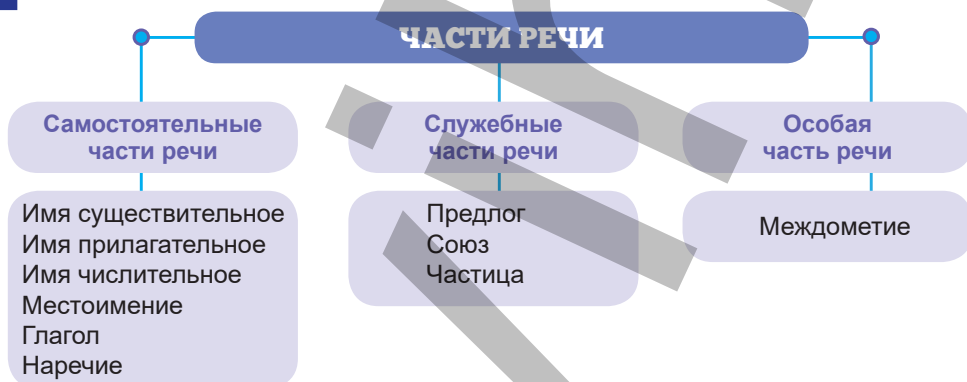 ЧАСТИ РЕЧИ
Самостоятельные
части речи
Имя существительное
Имя прилагательное
Имя числительное
Местоимение
Глагол
Наречие
Служебные
части речи
Предлог
Союз
Частица
Особая
часть речи
Междометие